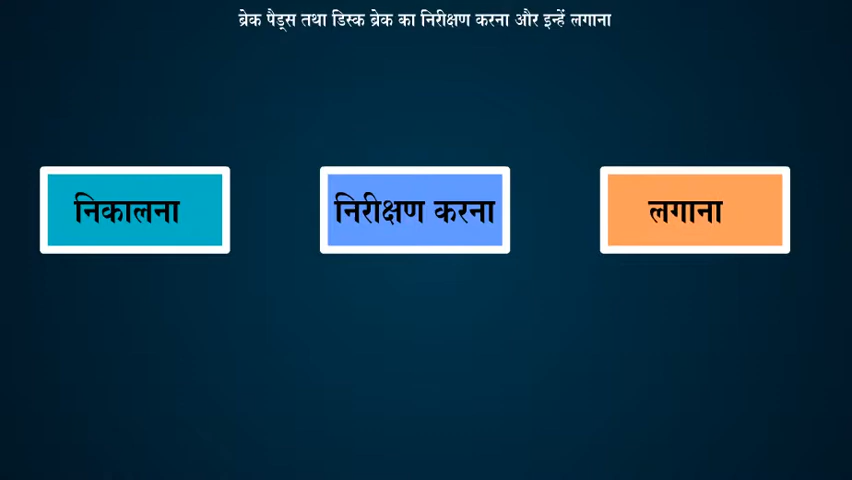 ब्रेक पैड्स तथा डिस्क ब्रेक का निरीक्षण करना और इन्हें लगाना
निकालना
निरीक्षण करना
लगाना